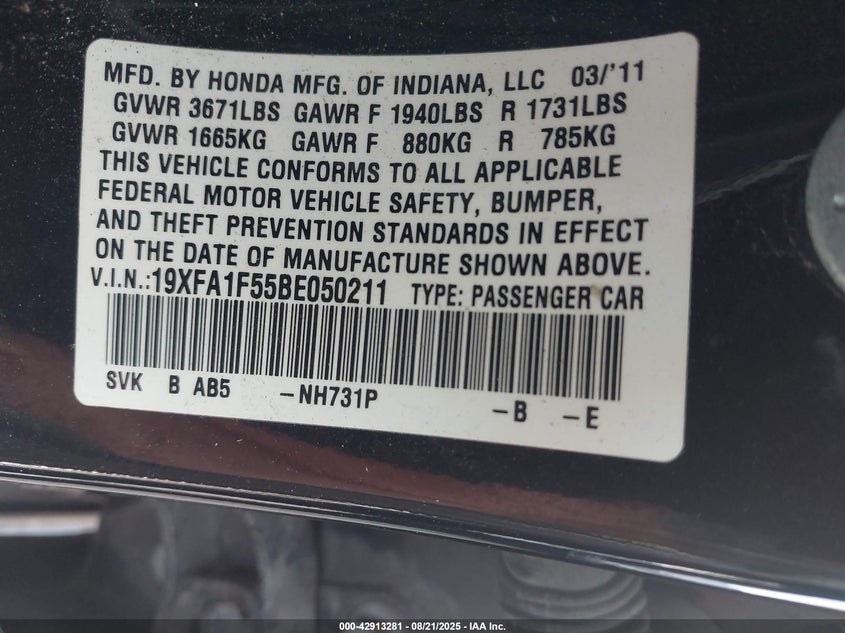 MFD. BY HONDA MFG. OF INDIANA, LLC 03/'11
GVWR 3671LBS GAWR F 1940LBS R 1731LBS
GVWR 1665KG GAWR F 880KG R 785KG
THIS VEHICLE CONFORMS TO ALL APPLICABLE
FEDERAL MOTOR VEHICLE SAFETY, BUMPER,
AND THEFT PREVENTION STANDARDS IN EFFECT
ON THE DATE OF MANUFACTURE SHOWN ABOVE.
V.I.N.:19XFA1F55BE050211 TYPE: PASSENGER CAR
SVK B AB5 -NH731P -B -E
000-42913281 - 08/21/2025 - IAA Inc.